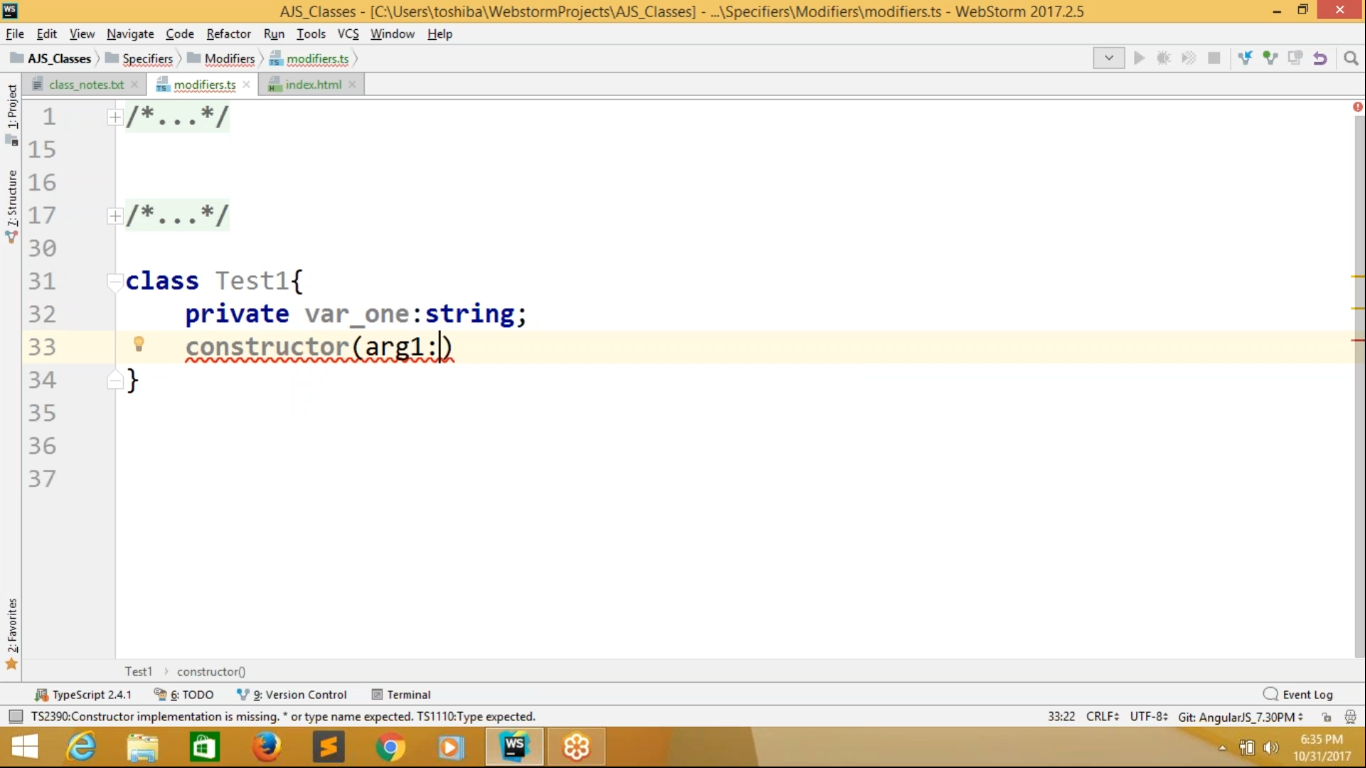 WS AJS_Classes - [C:\Users\toshiba\WebstormProjects\AJS_Classes] - ...\Specifiers\Modifiers\modifiers.ts - WebStorm 2017.2.5
File Edit View Navigate Code Refactor Run Tools VCS Window Help
AJS_Classes Specifiers Modifiers modifiers.ts
class_notes.txt modifiers.ts index.html
1: Project
7: Structure
2: Favorites
1 /*...*/
15
16
17 /*...*/
30
31 class Test1{
32 private var_one:string;
33 constructor(arg1:)
34 }
35
36
37
Test1 constructor()
TypeScript 2.4.1 6: TODO 9: Version Control Terminal Event Log
TS2390:Constructor implementation is missing. * or type name expected. TS1110:Type expected. 33:22 CRLF UTF-8 Git: AngularJS_7.30PM
WS
6:35 PM
10/31/2017